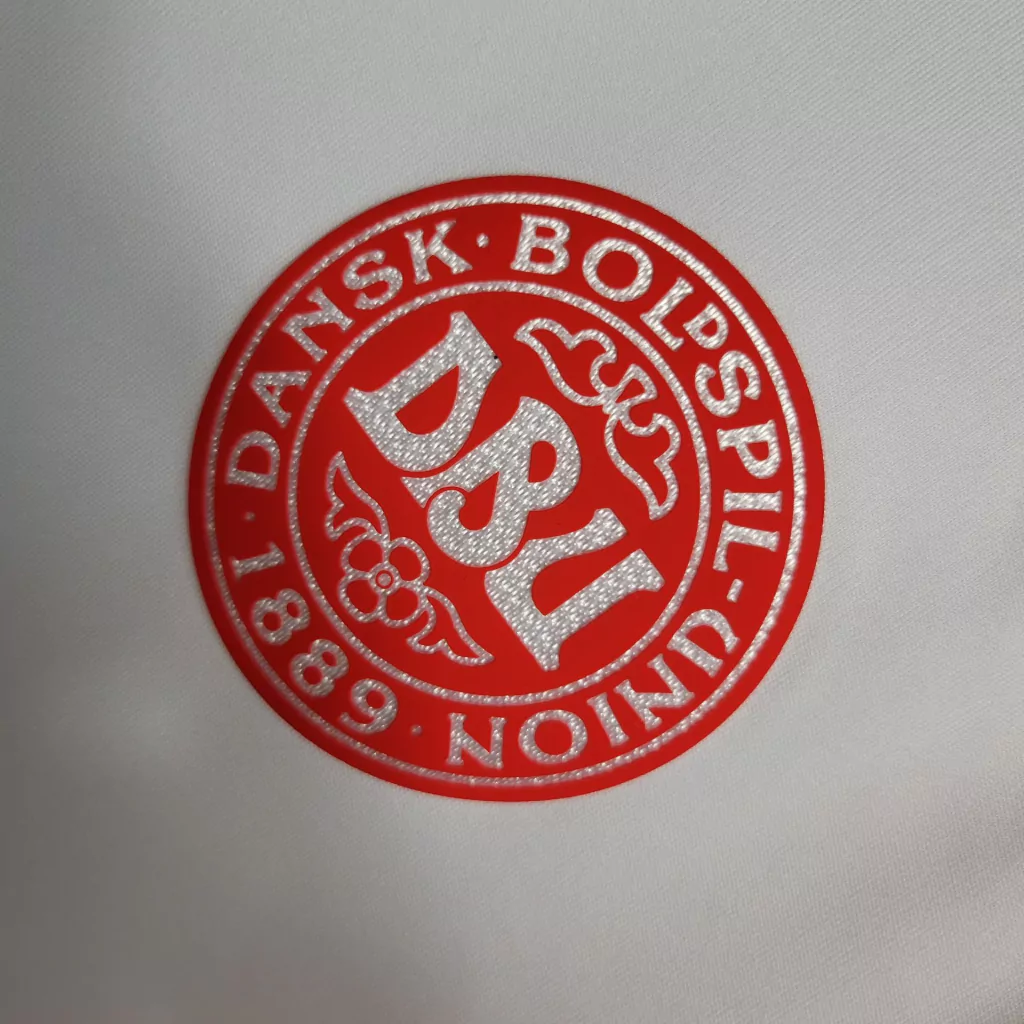 DANSK · BOLDSPIL-UNION · 1889 ·
DBU